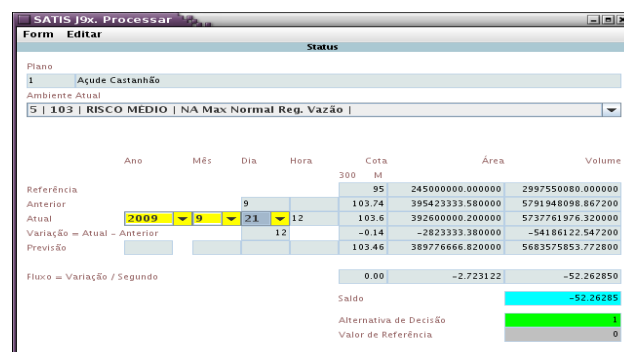 SATIS J9x. Processar
Form Editar
Status
Plano
1 Açude Castanhão
Ambiente Atual
5 | 103 | RISCO MÉDIO | NA Max Normal Reg. Vazão |
Ano Mês Dia Hora Cota Área Volume
300 M
Referência 95 245000000.000000 2997550080.000000
Anterior 9 103.74 395423333.580000 5791948098.867200
Atual 2009 9 21 12 103.6 392600000.200000 5737761976.320000
Variação = Atual - Anterior 12 -0.14 -2823333.380000 -54186122.547200
Previsão 103.46 389776666.820000 5683575853.772800
Fluxo = Variação / Segundo 0.00 -2.723122 -52.262850
Saldo -52.26285
Alternativa de Decisão 1
Valor de Referência 0